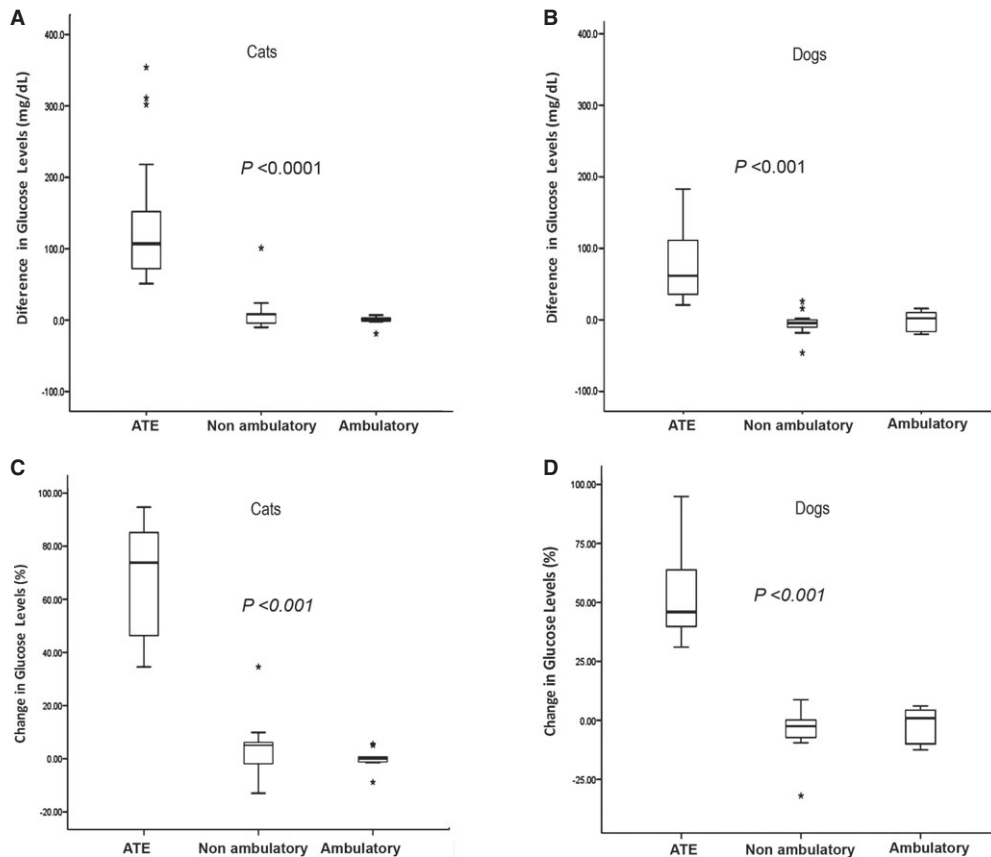 A
Cats
Diference in Glucose Levels (mg/dL)
400.0
300.0
200.0
100.0
0.0
-100.0
P <0.0001
ATE Non ambulatory Ambulatory
B
Dogs
Diference in Glucose Levels (mg/dL)
400.0
300.0
200.0
100.0
0.0
-100.0
P <0.001
ATE Non ambulatory Ambulatory
C
Cats
Change in Glucose Levels (%)
100.00
80.00
60.00
40.00
20.00
0.00
-20.00
P <0.001
ATE Non ambulatory Ambulatory
D
Dogs
Change in Glucose Levels (%)
100.00
75.00
50.00
25.00
0.00
-25.00
P <0.001
ATE Non ambulatory Ambulatory